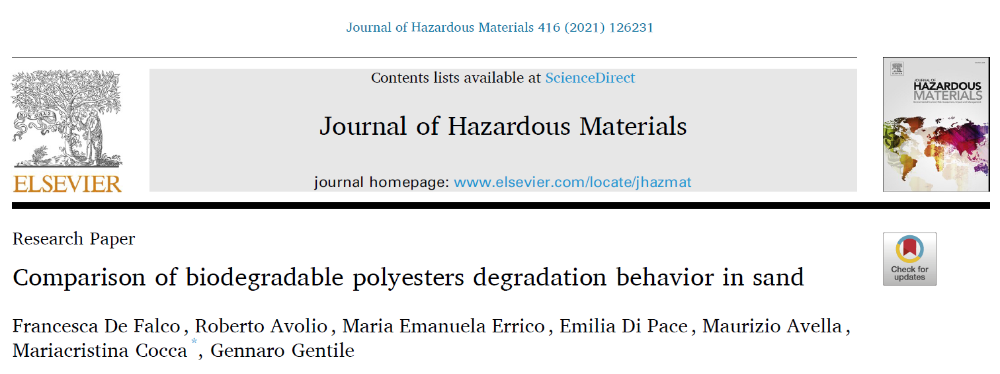 Journal of Hazardous Materials 416 (2021) 126231
Contents lists available at ScienceDirect
Journal of Hazardous Materials
journal homepage: www.elsevier.com/locate/jhazmat
NON SOLUS
ELSEVIER
JOURNAL OF
HAZARDOUS
MATERIALS
Research Paper
Comparison of biodegradable polyesters degradation behavior in sand
Check for
updates
Francesca De Falco, Roberto Avolio, Maria Emanuela Errico, Emilia Di Pace, Maurizio Avella,
Mariacristina Cocca*, Gennaro Gentile